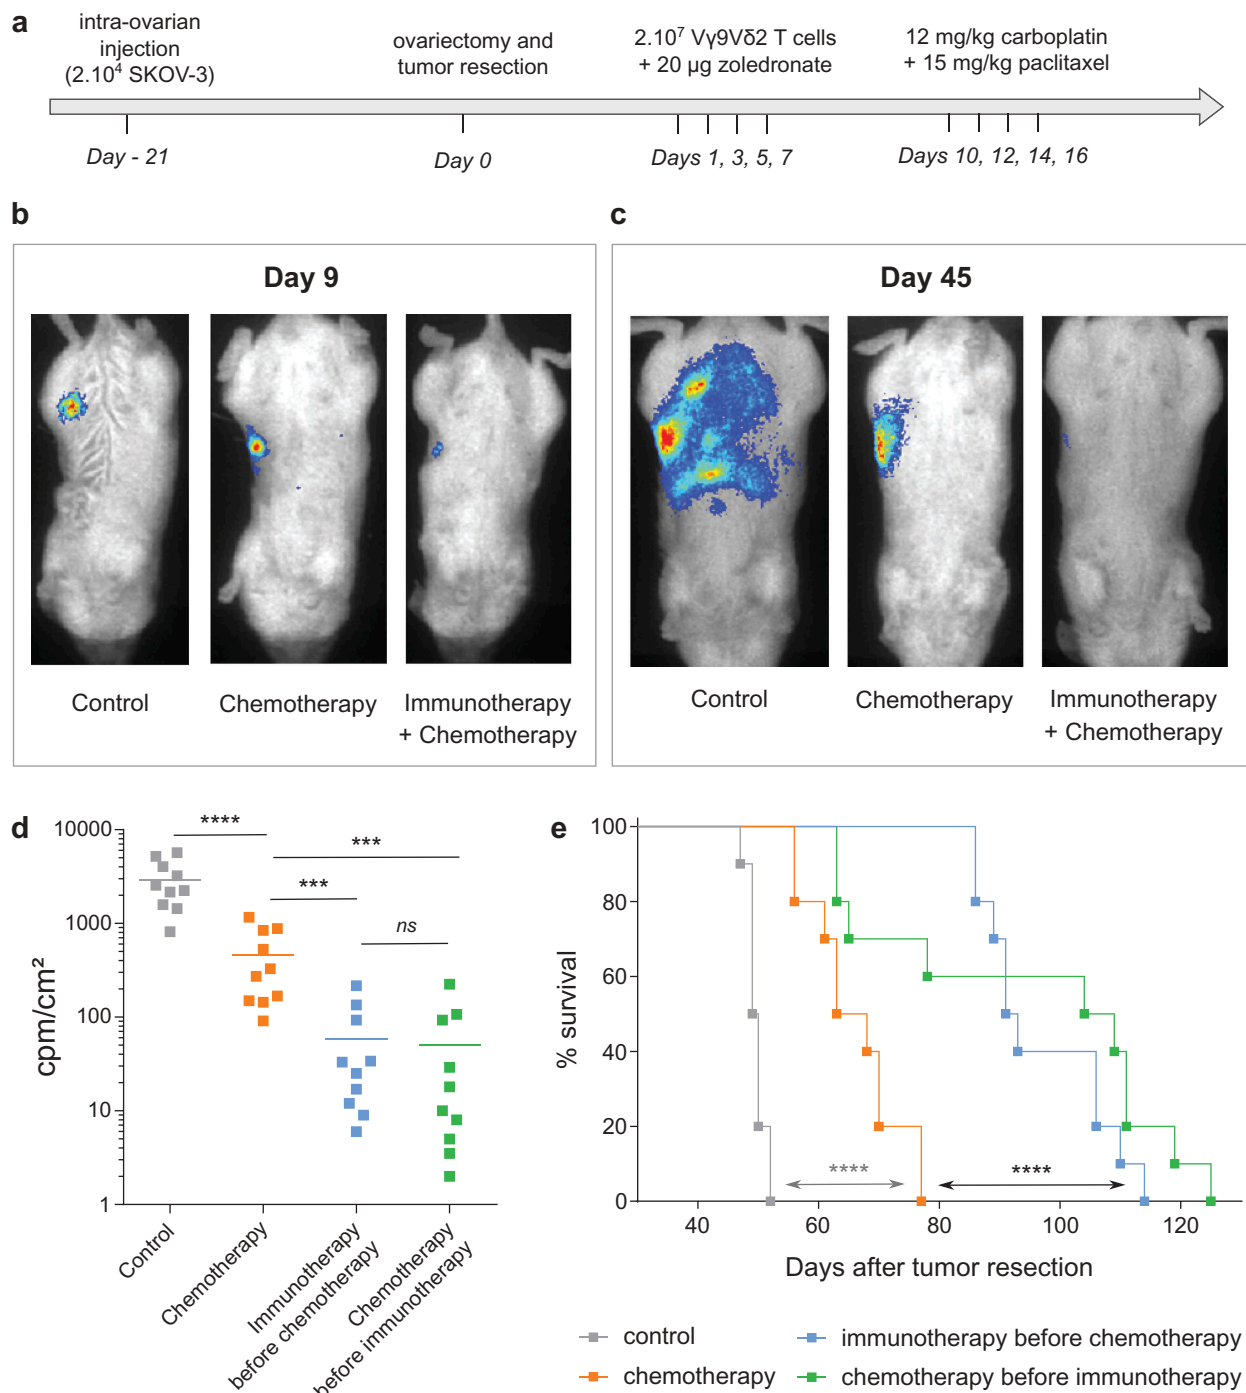 a
intra-ovarian
injection
(2.10⁴ SKOV-3)
ovariectomy and
tumor resection
2.10⁷ Vγ9Vδ2 T cells
+ 20 µg zoledronate
12 mg/kg carboplatin
+ 15 mg/kg paclitaxel
Day - 21
Day 0
Days 1, 3, 5, 7
Days 10, 12, 14, 16
b
Day 9
Control
Chemotherapy
Immunotherapy
+ Chemotherapy
c
Day 45
Control
Chemotherapy
Immunotherapy
+ Chemotherapy
d
cpm/cm²
10000
1000
100
10
1
****
***
***
ns
Control
Chemotherapy
Immunotherapy
before chemotherapy
Chemotherapy
before immunotherapy
e
% survival
100
80
60
40
20
0
****
****
40 60 80 100 120
Days after tumor resection
control
immunotherapy before chemotherapy
chemotherapy
chemotherapy before immunotherapy